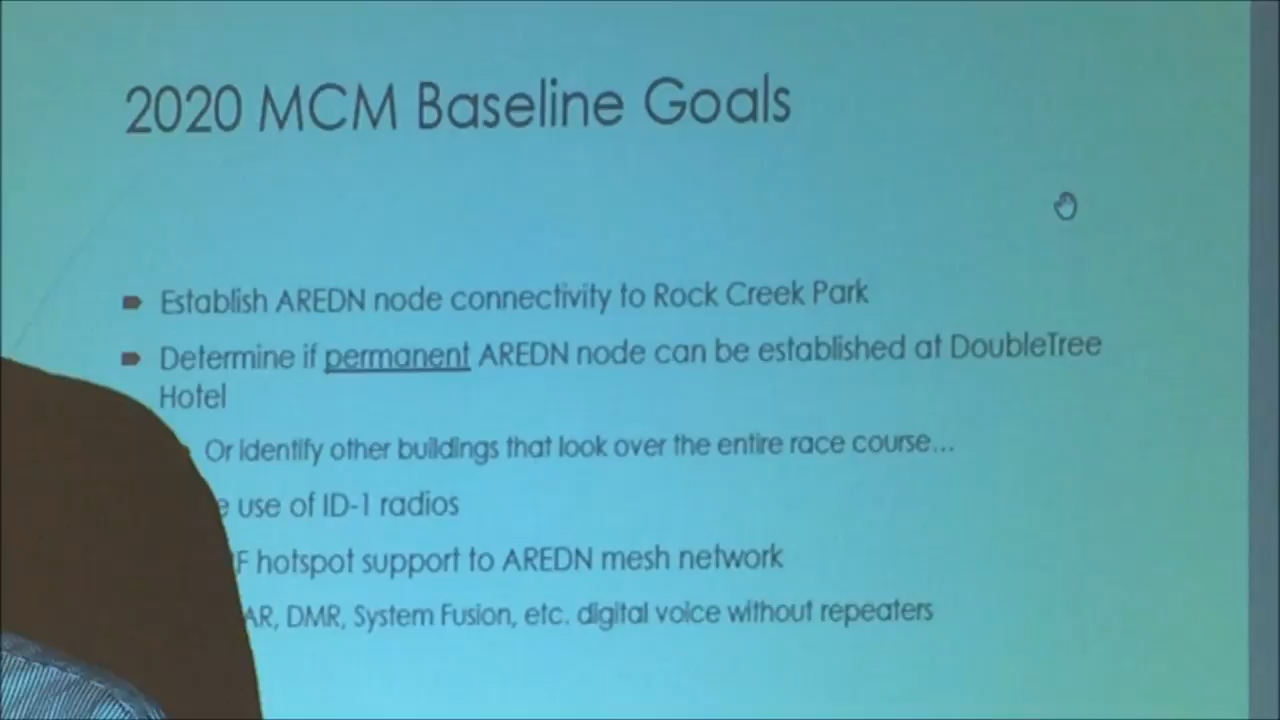 2020 MCM Baseline Goals
Establish AREDN node connectivity to Rock Creek Park
Determine if permanent AREDN node can be established at DoubleTree
Hotel
Or identify other buildings that look over the entire race course...
use of ID-1 radios
hotspot support to AREDN mesh network
DMR, System Fusion, etc. digital voice without repeaters